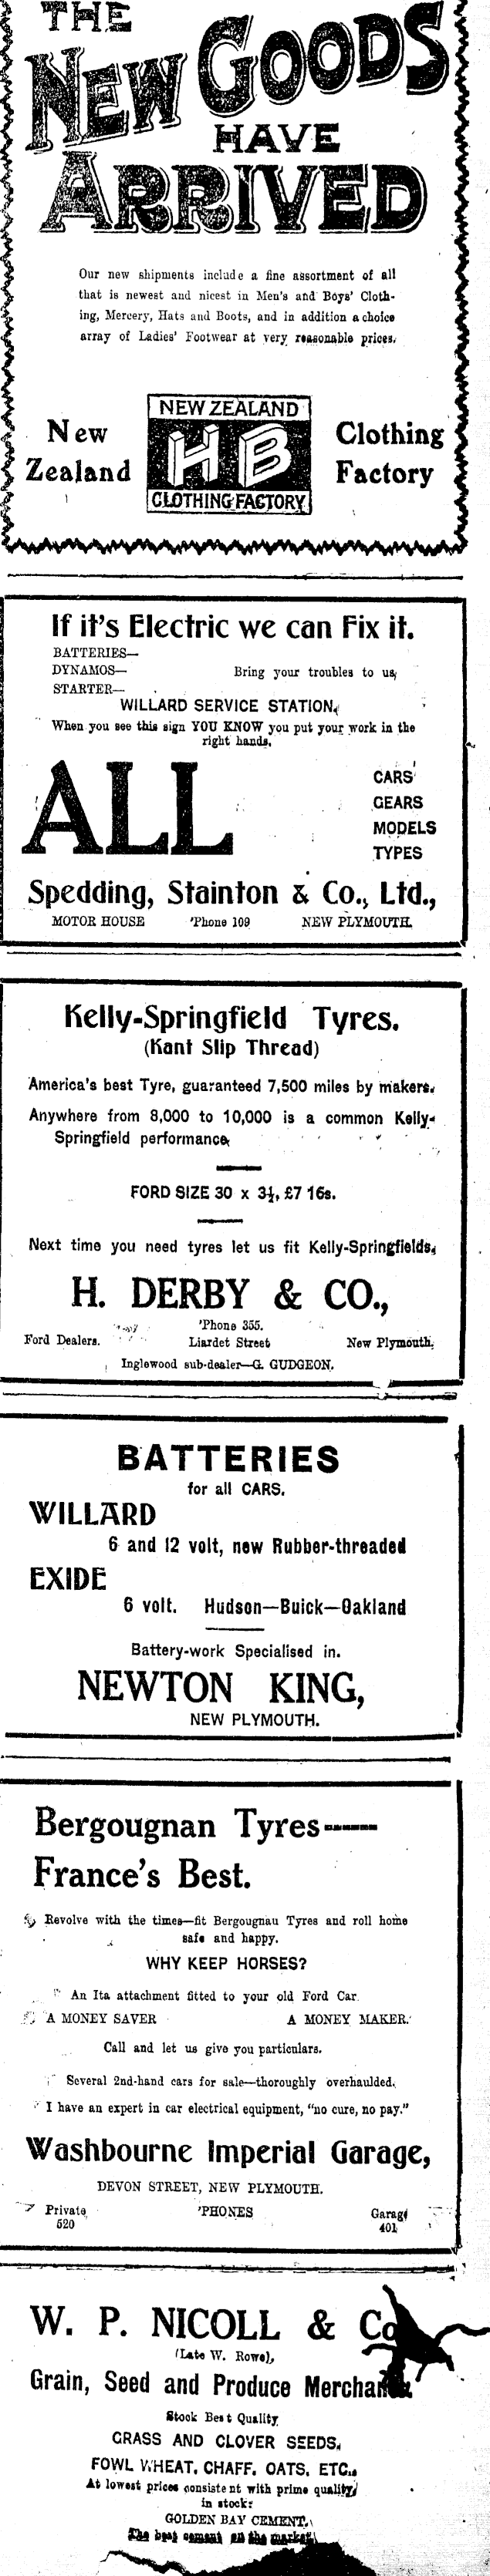 THE
NEW GOODS
HAVE
ARRIVED
Our new shipments include a fine assortment of all
that is newest and nicest in Men's and Boys' Cloth-
ing, Mercery, Hats and Boots, and in addition a choice
array of Ladies' Footwear at very reasonable prices.
New Zealand
NEW ZEALAND
HB
CLOTHING FACTORY
Clothing Factory
If it's Electric we can Fix it.
BATTERIES—
DYNAMOS— Bring your troubles to us,
STARTER—
WILLARD SERVICE STATION,
When you see this sign YOU KNOW you put your work in the
right hands.
ALL
CARS
GEARS
MODELS
TYPES
Spedding, Stainton & Co., Ltd.,
MOTOR HOUSE 'Phone 109 NEW PLYMOUTH.
Kelly-Springfield Tyres.
(Kant Slip Thread)
America's best Tyre, guaranteed 7,500 miles by makers.
Anywhere from 8,000 to 10,000 is a common Kelly-
Springfield performance.
FORD SIZE 30 x 3½, £7 16s.
Next time you need tyres let us fit Kelly-Springfields.
H. DERBY & CO.,
'Phone 355.
Ford Dealers. Liardet Street New Plymouth.
Inglewood sub-dealer—G. GUDGEON.
BATTERIES
for all CARS.
WILLARD
6 and 12 volt, new Rubber-threaded
EXIDE
6 volt. Hudson—Buick—Oakland
Battery-work Specialised in.
NEWTON KING,
NEW PLYMOUTH.
Bergougnan Tyres——
France's Best.
Revolve with the times—fit Bergougnau Tyres and roll home
safe and happy.
WHY KEEP HORSES?
An Ita attachment fitted to your old Ford Car.
A MONEY SAVER A MONEY MAKER.
Call and let us give you particulars.
Several 2nd-hand cars for sale—thoroughly overhaulded.
I have an expert in car electrical equipment, "no cure, no pay."
Washbourne Imperial Garage,
DEVON STREET, NEW PLYMOUTH.
Private 'PHONES Garage
520 401
W. P. NICOLL & Co
(Late W. Rowe),
Grain, Seed and Produce Merchants
Stock Best Quality
GRASS AND CLOVER SEEDS.
FOWL WHEAT, CHAFF, OATS, ETC.,
At lowest prices consistent with prime quality,
in stock:
GOLDEN BAY CEMENT,
The best cement on the market